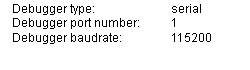 Debugger type: serial
Debugger port number: 1
Debugger baudrate: 115200